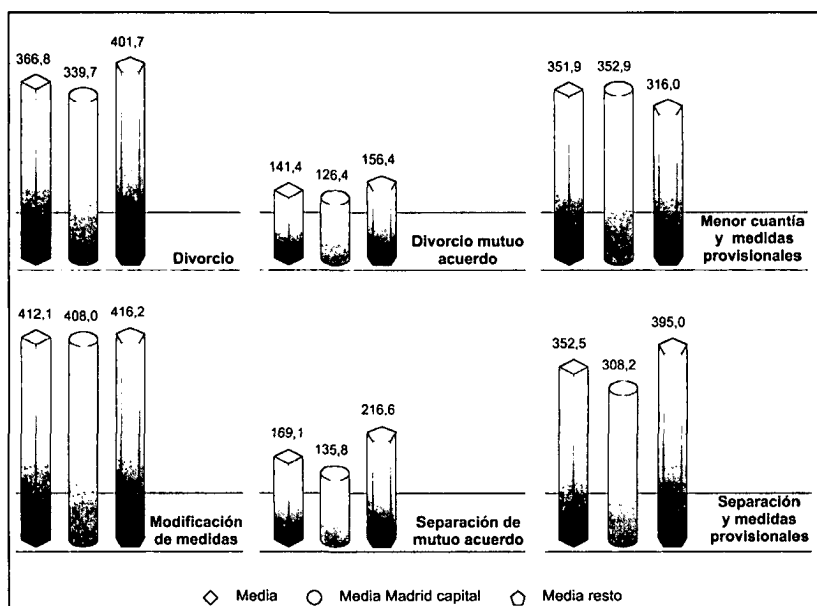 366,8
339,7
401,7
Divorcio
141,4
126,4
156,4
Divorcio mutuo
acuerdo
351,9
352,9
316,0
Menor cuantía
y medidas
provisionales
412,1
408,0
416,2
Modificación
de medidas
169,1
135,8
216,6
Separación de
mutuo acuerdo
352,5
308,2
395,0
Separación
y medidas
provisionales
Media
Media Madrid capital
Media resto